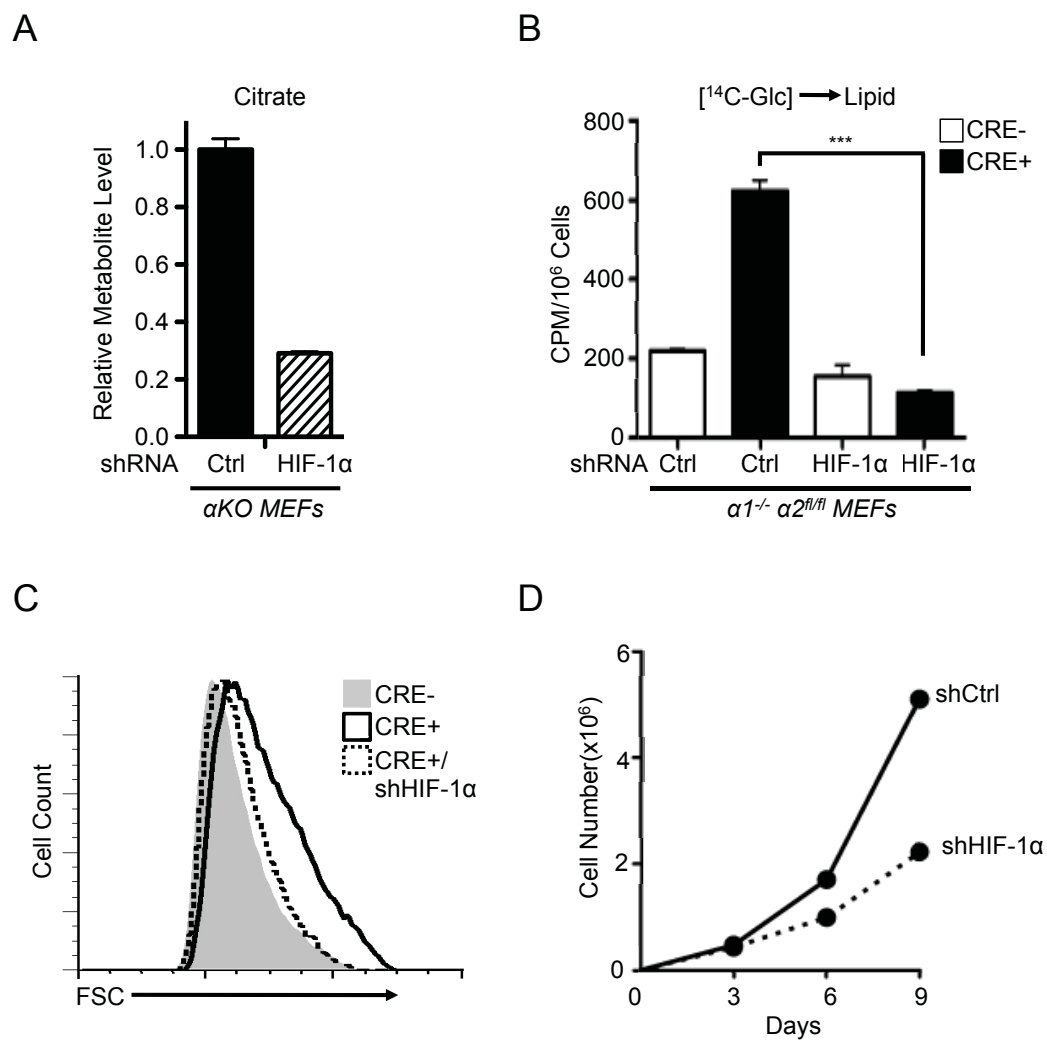 A
Citrate
Relative Metabolite Level
1.0
0.8
0.6
0.4
0.2
0.0
shRNA Ctrl HIF-1α
αKO MEFs
B
[¹⁴C-Glc] → Lipid
CPM/10⁶ Cells
800
600
400
200
0
***
CRE-
CRE+
shRNA Ctrl Ctrl HIF-1α HIF-1α
α1⁻/⁻ α2ᶠˡ/ᶠˡ MEFs
C
Cell Count
CRE-
CRE+
CRE+/
shHIF-1α
FSC
D
Cell Number(x10⁶)
6
4
2
0
shCtrl
shHIF-1α
0 3 6 9
Days